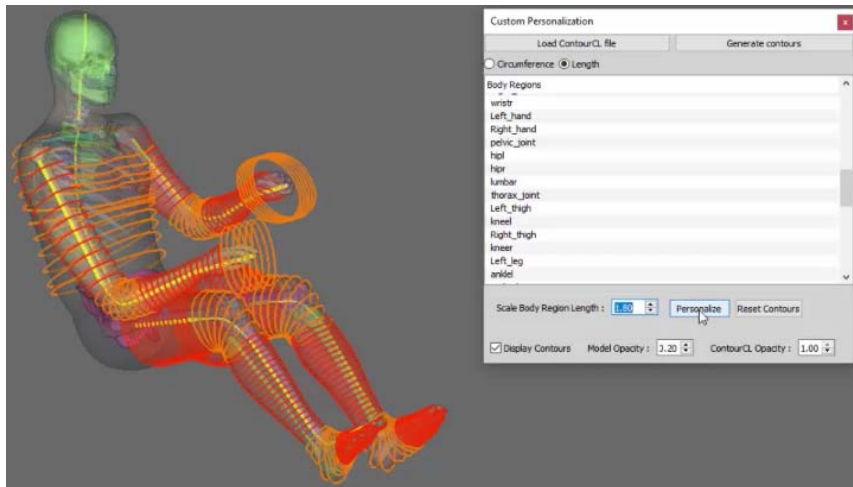 Custom Personalization
x
Load ContourCL file
Generate contours
Circumference
Length
Body Regions
wristr
Left_hand
Right_hand
pelvic_joint
hipl
hipr
lumbar
thorax_joint
Left_thigh
kneel
Right_thigh
kneer
Left_leg
anklel
Scale Body Region Length :
1.80
Personalize
Reset Contours
Display Contours
Model Opacity :
3.20
ContourCL Opacity :
1.00